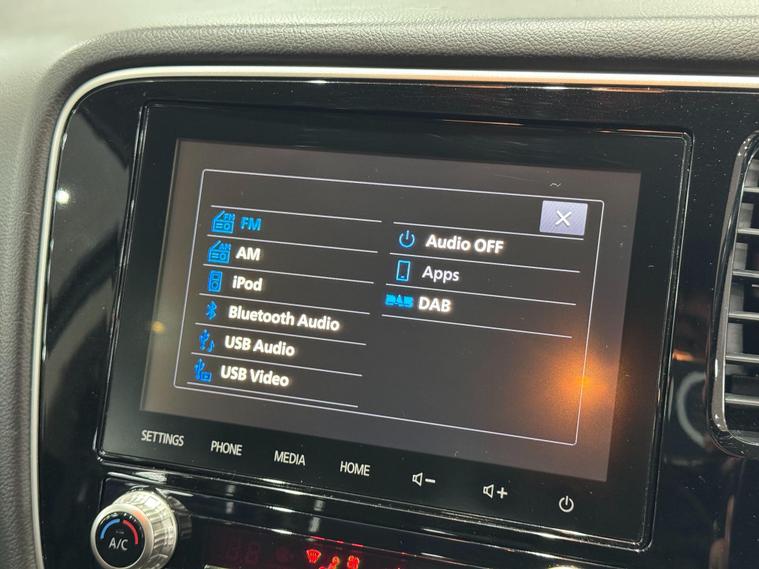 FM
AM
iPod
Bluetooth Audio
USB Audio
USB Video
Audio OFF
Apps
DAB
SETTINGS
PHONE
MEDIA
HOME
A/C